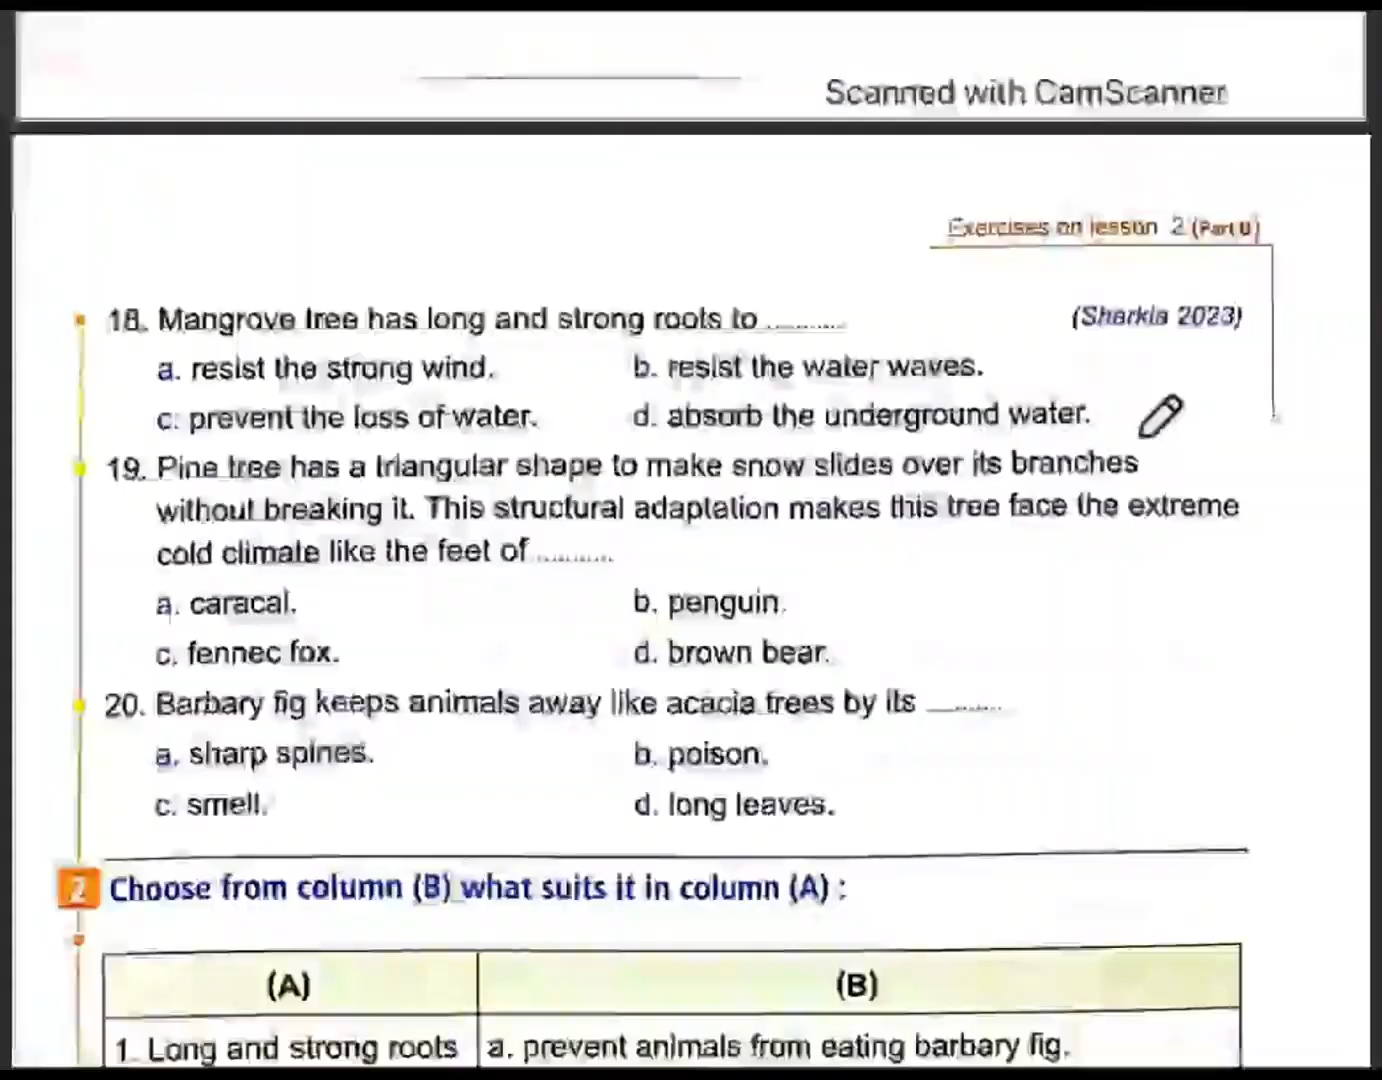 Scanned with CamScanner
Exercises on lesson 2 (Part II)
18. Mangrove tree has long and strong roots to ............ (Sharkia 2023)
a. resist the strong wind. b. resist the water waves.
c. prevent the loss of water. d. absorb the underground water.
19. Pine tree has a triangular shape to make snow slides over its branches
without breaking it. This structural adaptation makes this tree face the extreme
cold climate like the feet of ............
a. caracal. b. penguin.
c. fennec fox. d. brown bear.
20. Barbary fig keeps animals away like acacia trees by its ............
a. sharp spines. b. poison.
c. smell. d. long leaves.
2 Choose from column (B) what suits it in column (A) :
(A) (B)
1. Long and strong roots a. prevent animals from eating barbary fig.